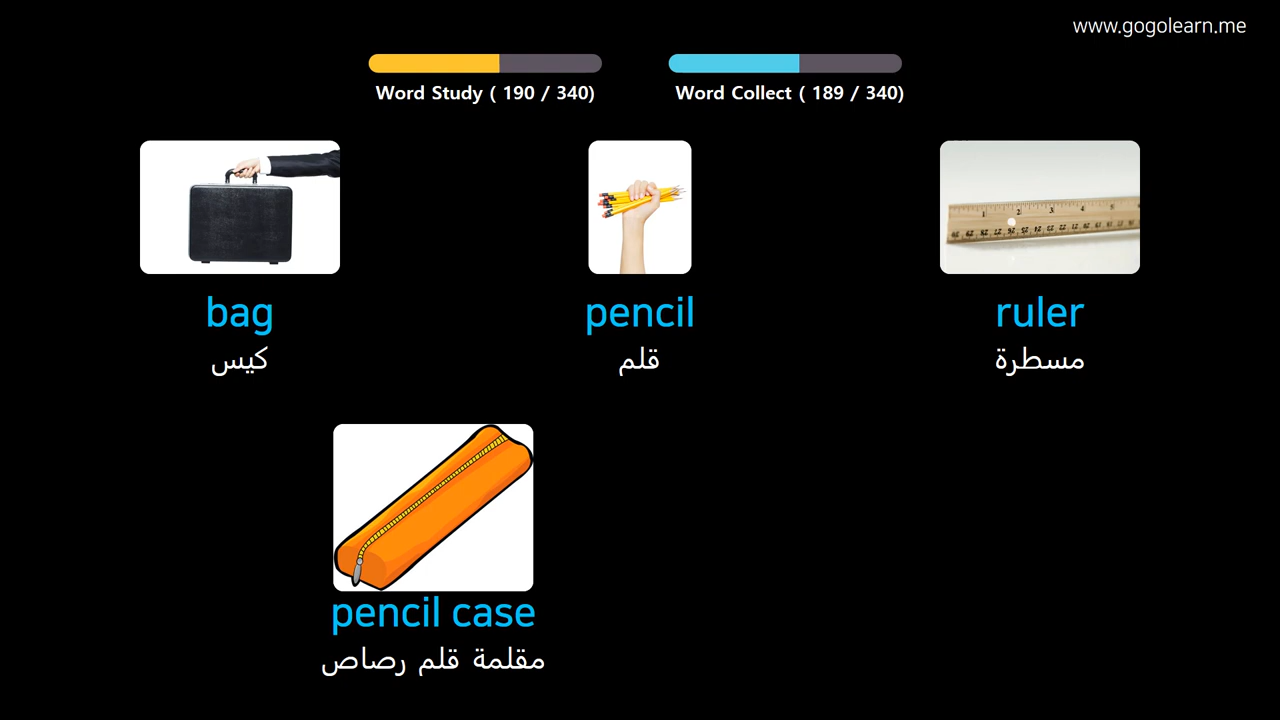 www.gogolearn.me
Word Study ( 190 / 340)
Word Collect ( 189 / 340)
bag
pencil
ruler
كيس
قلم
مسطرة
pencil case
مقلمة قلم رصاص